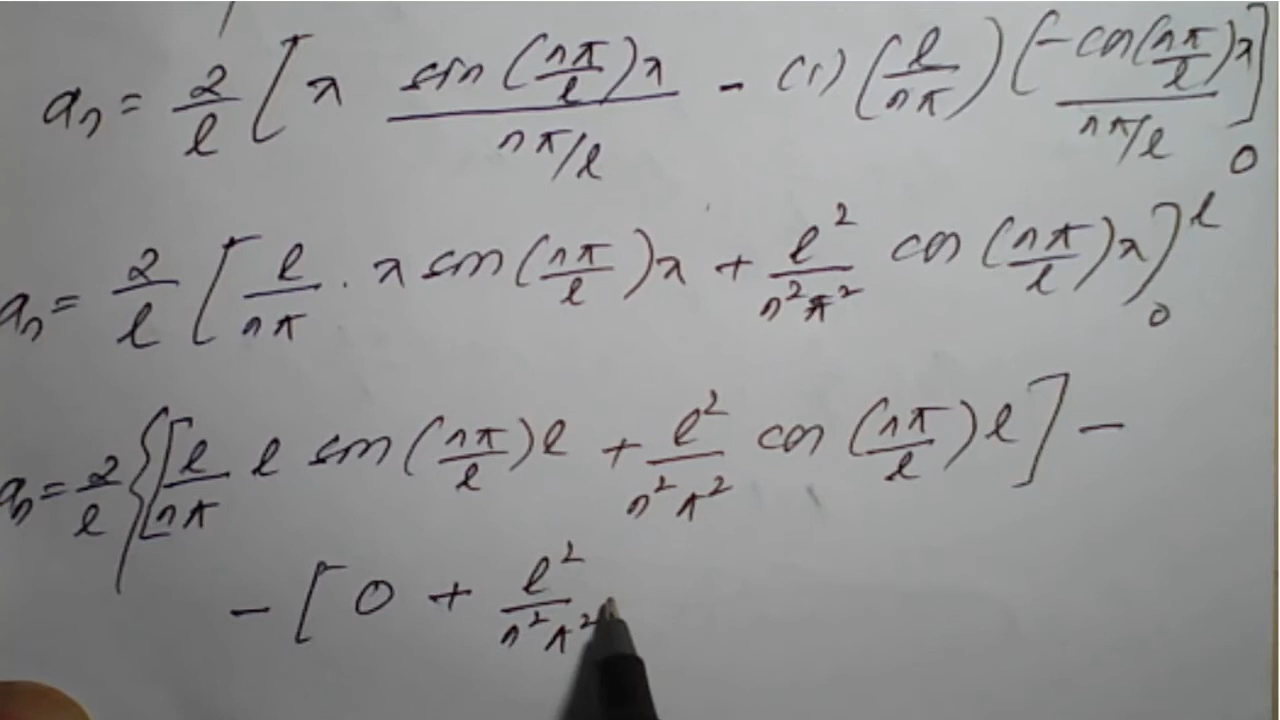 aₙ = 2/l [ x sin(nπ/l)x / nπ/l - (1) (l/nπ) (-cos(nπ/l)x / nπ/l ]₀
aₙ = 2/l [ l/nπ . x sin(nπ/l)x + l²/n²π² cos(nπ/l)x ]₀ˡ
aₙ = 2/l { [ l/nπ l sin(nπ/l)l + l²/n²π² cos(nπ/l)l ] -
- [ 0 + l²/n²π²